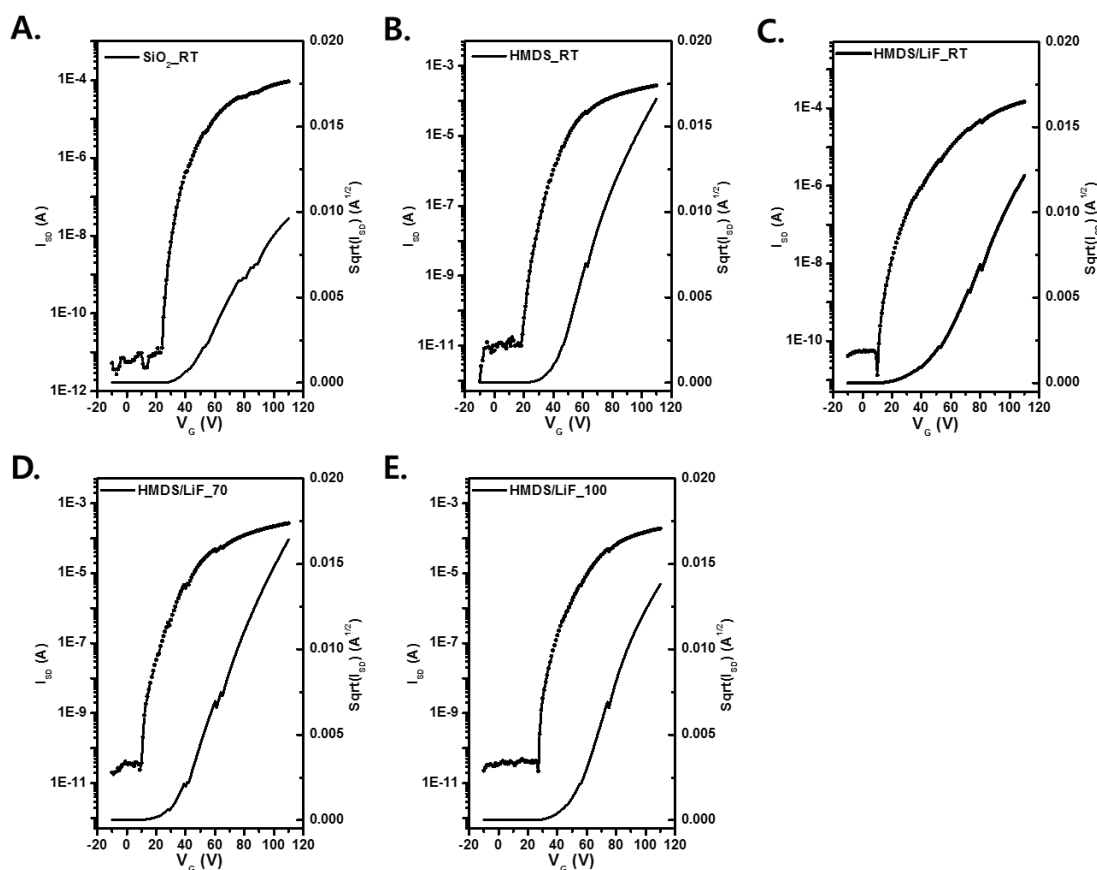 A.
SiO2_RT
0.020
1E-4
0.015
1E-6
0.010
1E-8
0.005
1E-10
0.000
1E-12
-20 0 20 40 60 80 100 120
VG (V)
ISD (A)
Sqrt(ISD) (A1/2)
B.
HMDS_RT
0.020
1E-3
0.015
1E-5
1E-7
0.010
1E-9
0.005
1E-11
0.000
-20 0 20 40 60 80 100 120
VG (V)
ISD (A)
Sqrt(ISD) (A1/2)
C.
HMDS/LiF_RT
0.020
1E-4
0.015
1E-6
0.010
1E-8
0.005
1E-10
0.000
-20 0 20 40 60 80 100 120
VG (V)
ISD (A)
Sqrt(ISD) (A1/2)
D.
HMDS/LiF_70
0.020
1E-3
0.015
1E-5
1E-7
0.010
1E-9
0.005
1E-11
0.000
-20 0 20 40 60 80 100 120
VG (V)
ISD (A)
Sqrt(ISD) (A1/2)
E.
HMDS/LiF_100
0.020
1E-3
0.015
1E-5
1E-7
0.010
1E-9
0.005
1E-11
0.000
-20 0 20 40 60 80 100 120
VG (V)
ISD (A)
Sqrt(ISD) (A1/2)